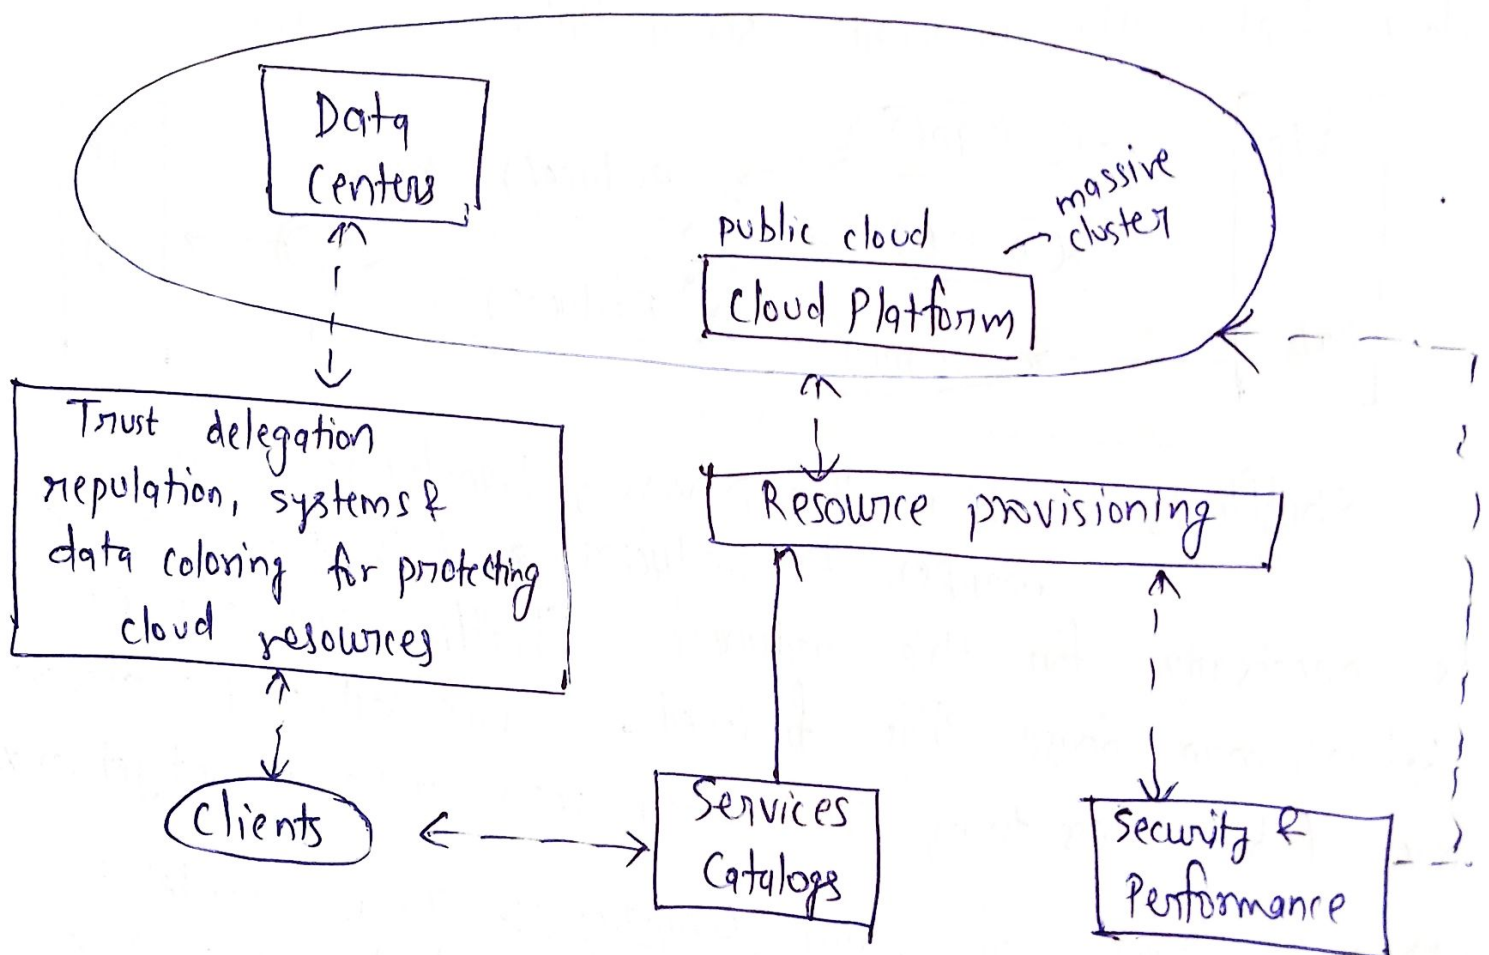 Data
Centers
public cloud
massive
cluster
Cloud Platform
Trust delegation
repulation, systems &
data coloring for protecting
cloud resources
Resource provisioning
Clients
Services
Catalogs
Security &
Performance